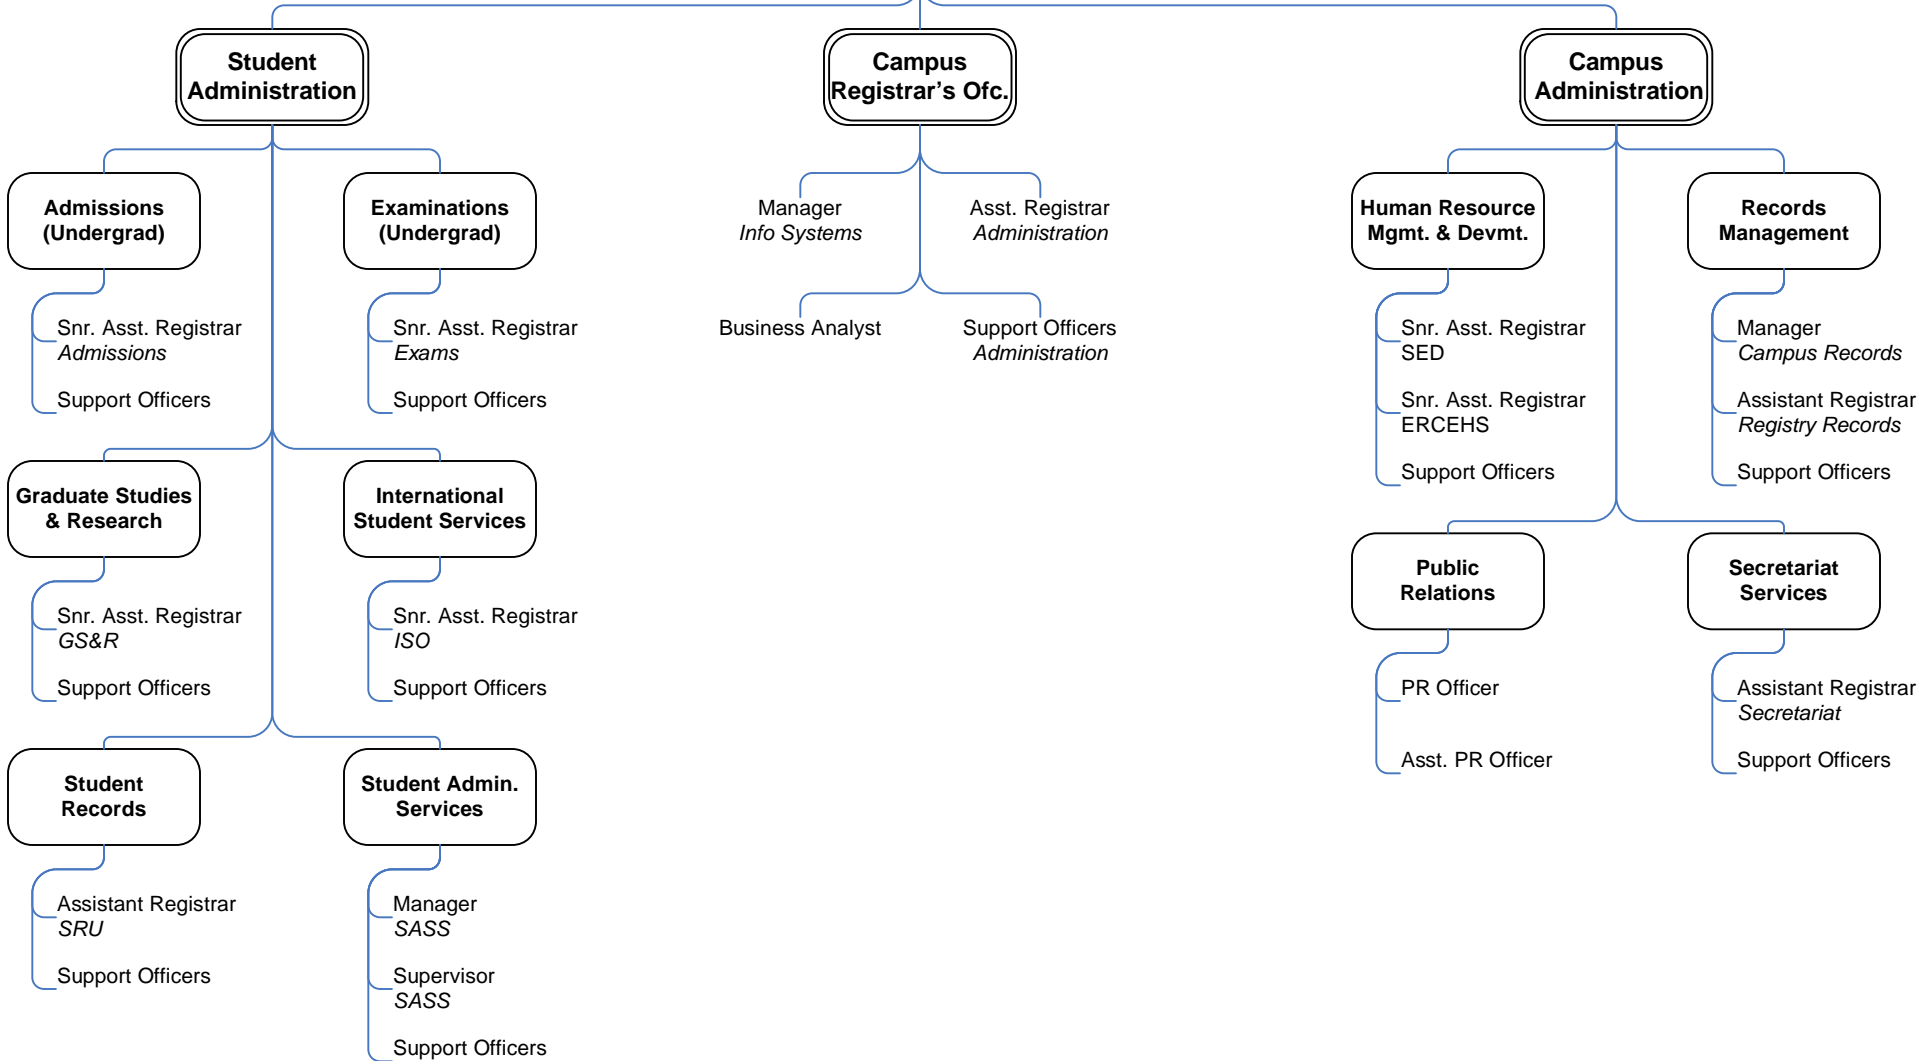 Student
Administration
Campus
Registrar’s Ofc.
Campus
Administration
Admissions
(Undergrad)
Snr. Asst. Registrar
Admissions
Support Officers
Examinations
(Undergrad)
Snr. Asst. Registrar
Exams
Support Officers
Graduate Studies
& Research
Snr. Asst. Registrar
GS&R
Support Officers
International
Student Services
Snr. Asst. Registrar
ISO
Support Officers
Student
Records
Assistant Registrar
SRU
Support Officers
Student Admin.
Services
Manager
SASS
Supervisor
SASS
Support Officers
Manager
Info Systems
Asst. Registrar
Administration
Business Analyst
Support Officers
Administration
Human Resource
Mgmt. & Devmt.
Snr. Asst. Registrar
SED
Snr. Asst. Registrar
ERCEHS
Support Officers
Records
Management
Manager
Campus Records
Assistant Registrar
Registry Records
Support Officers
Public
Relations
PR Officer
Asst. PR Officer
Secretariat
Services
Assistant Registrar
Secretariat
Support Officers